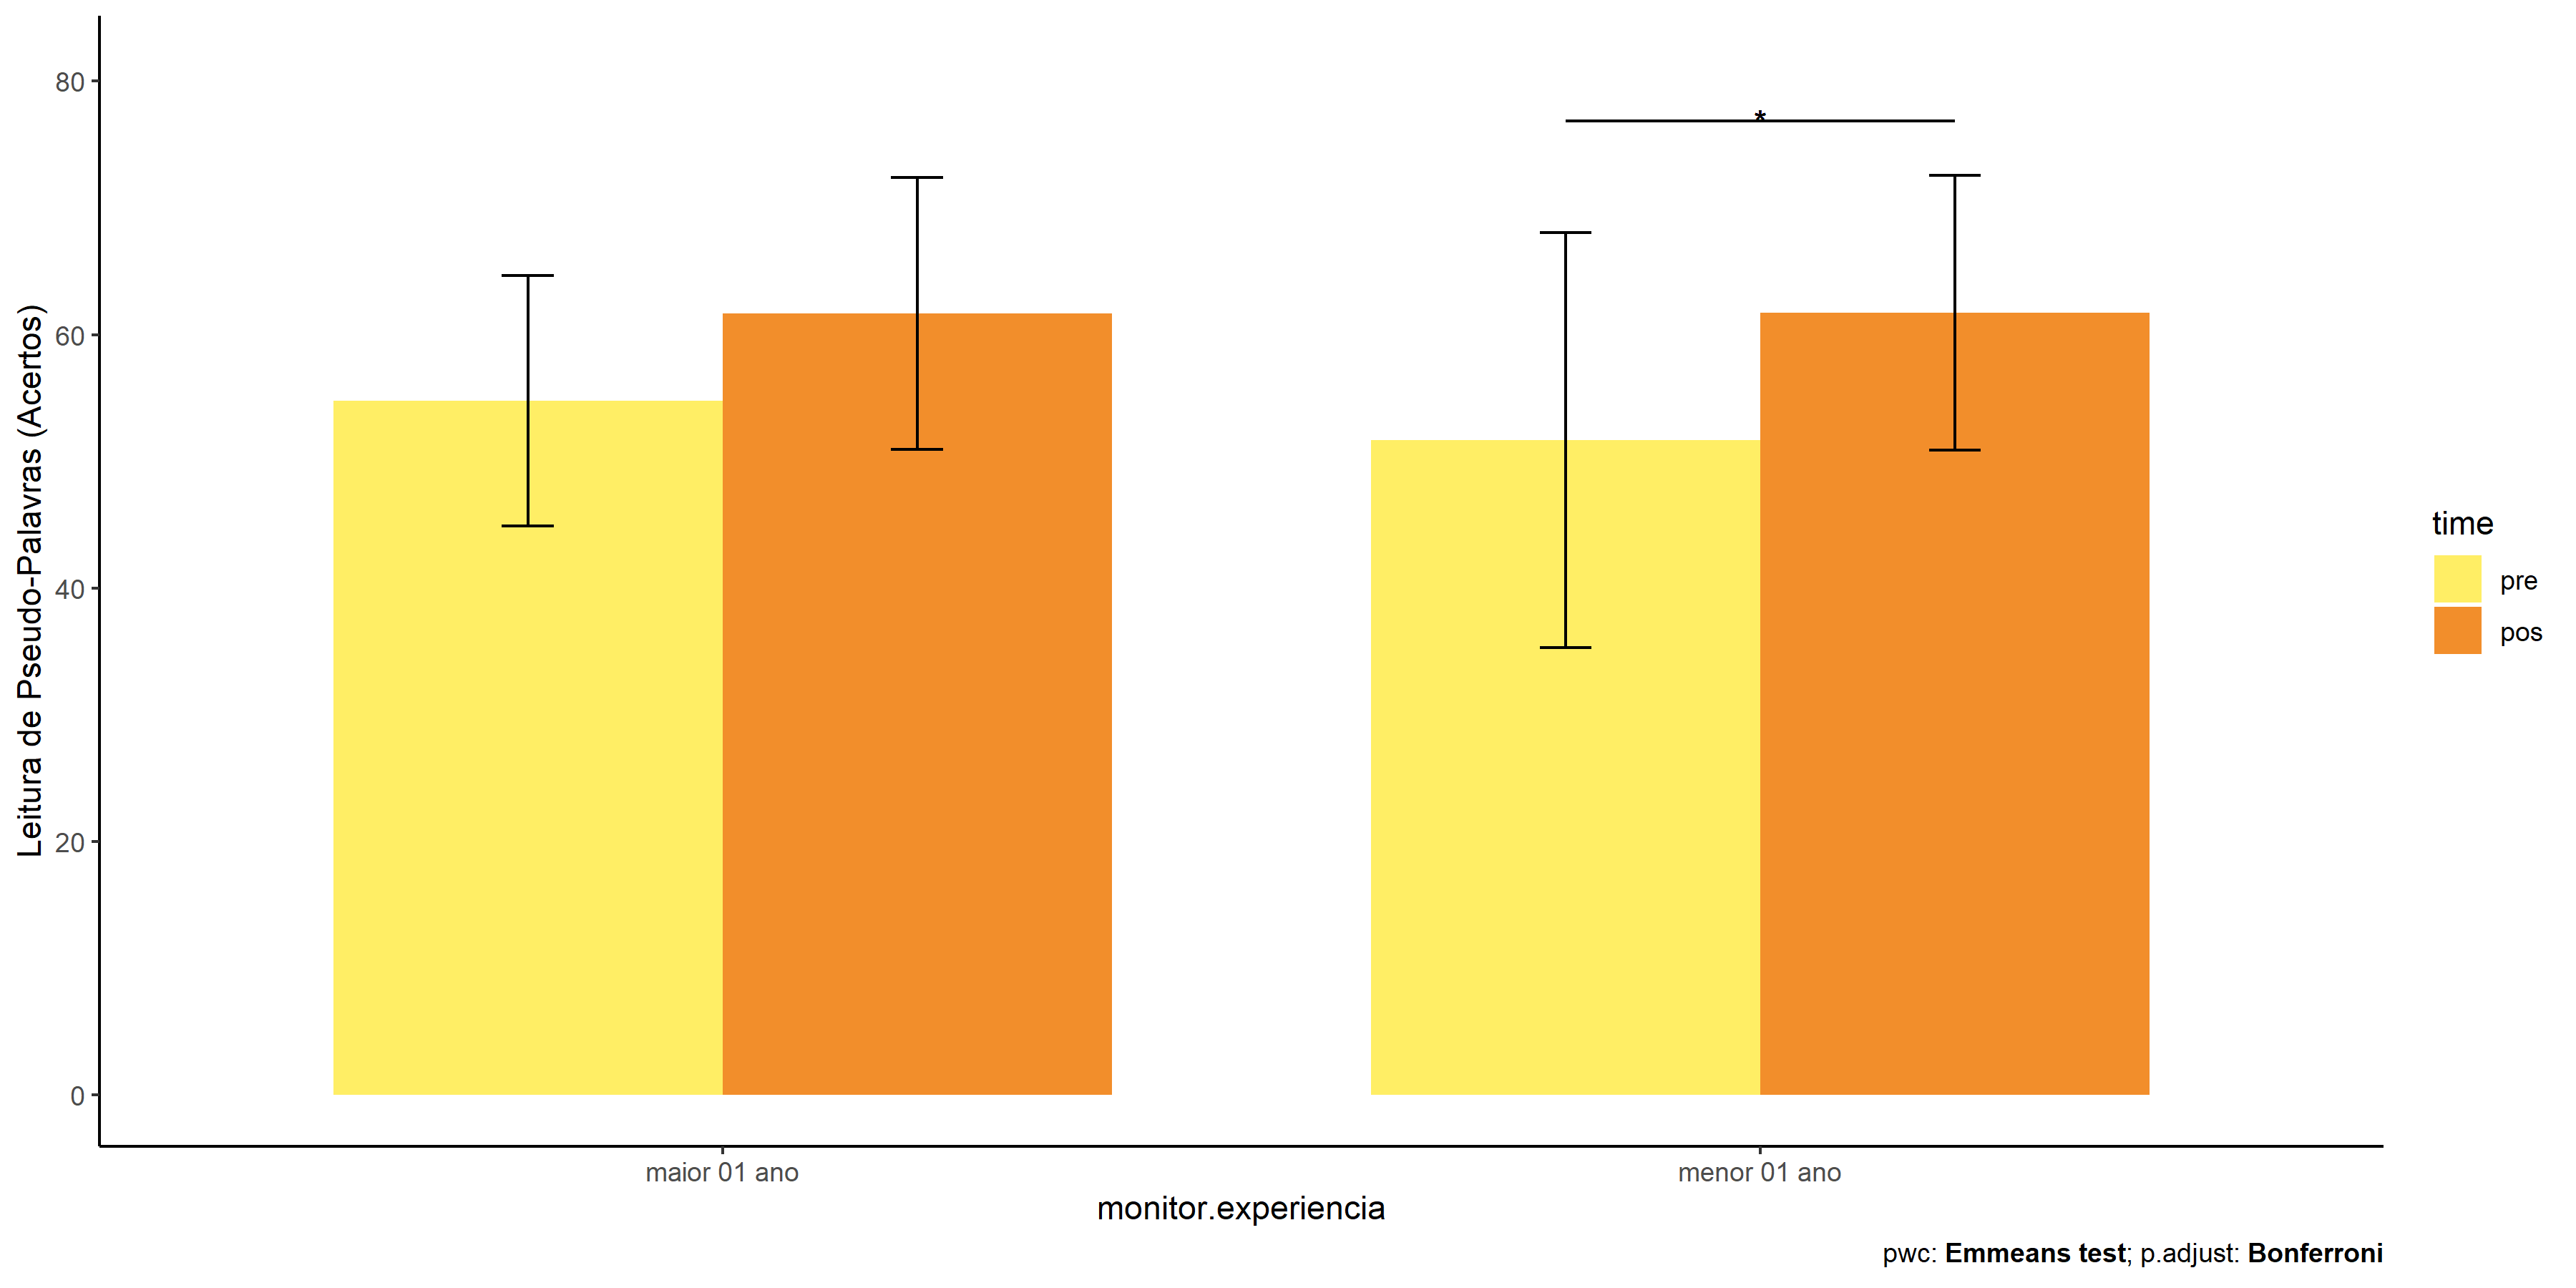 80
60
40
20
0
Leitura de Pseudo-Palavras (Acertos)
*
maior 01 ano
menor 01 ano
monitor.experiencia
time
pre
pos
pwc: Emmeans test; p.adjust: Bonferroni